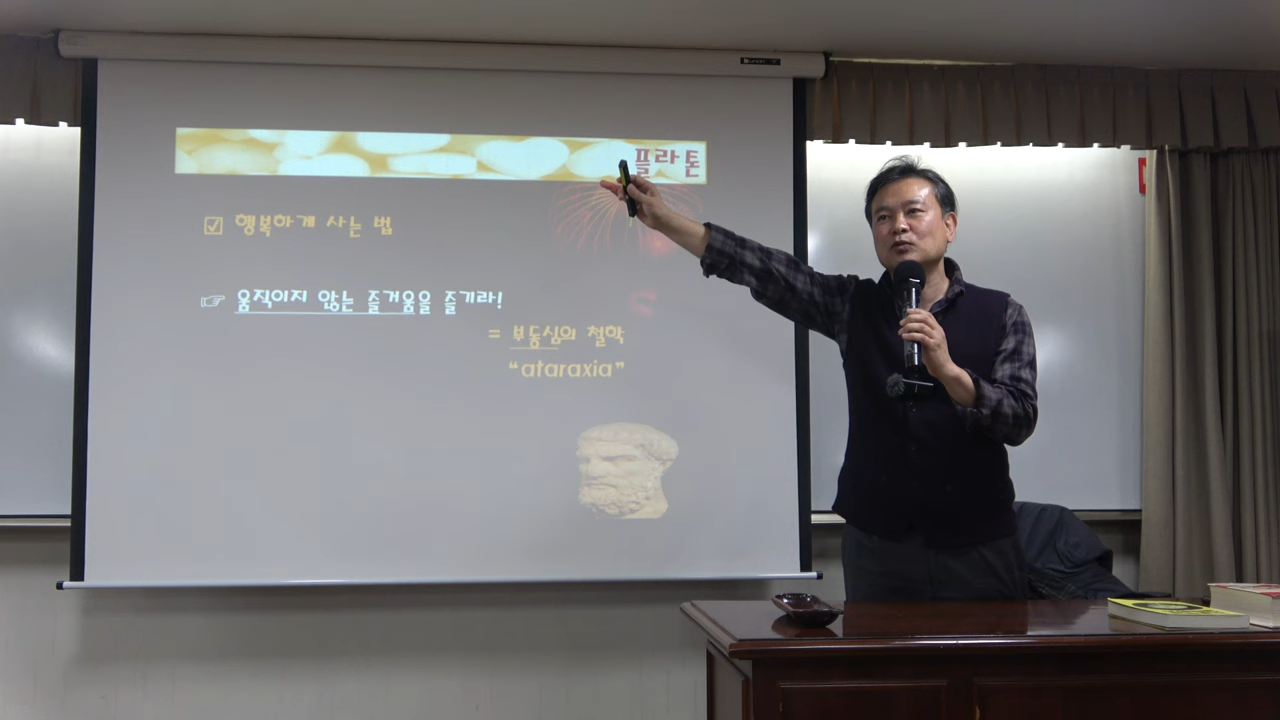 플라톤
행복하게 사는 법
움직이지 않는 즐거움을 즐기라!
= 부동심의 철학
“ataraxia”